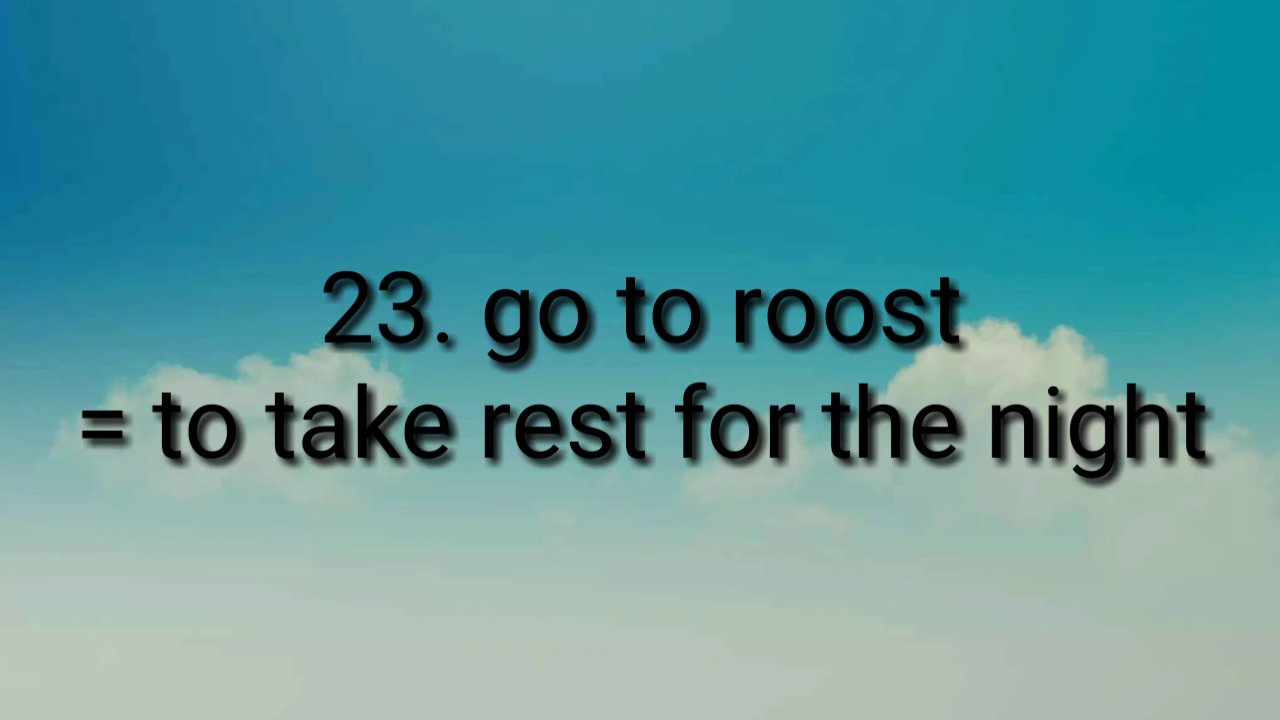 23. go to roost
= to take rest for the night